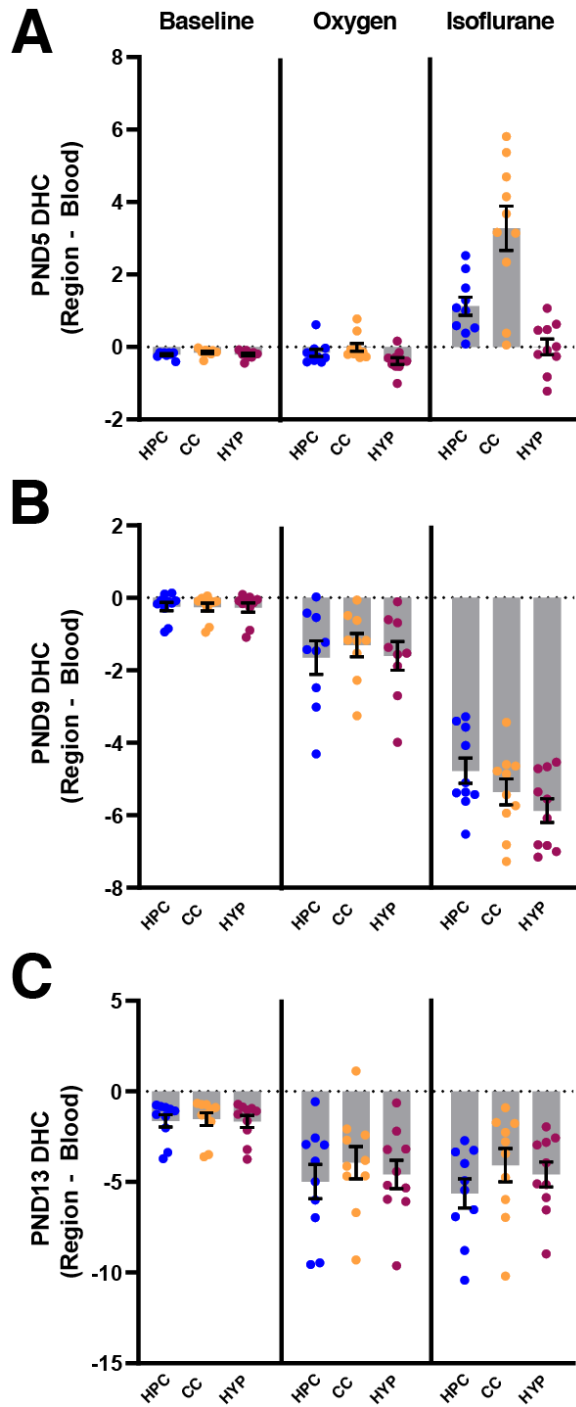 A
Baseline Oxygen Isoflurane
PND5 DHC
(Region - Blood)
8
6
4
2
0
-2
HPC CC HYP HPC CC HYP HPC CC HYP
B
PND9 DHC
(Region - Blood)
2
0
-2
-4
-6
-8
HPC CC HYP HPC CC HYP HPC CC HYP
C
PND13 DHC
(Region - Blood)
5
0
-5
-10
-15
HPC CC HYP HPC CC HYP HPC CC HYP